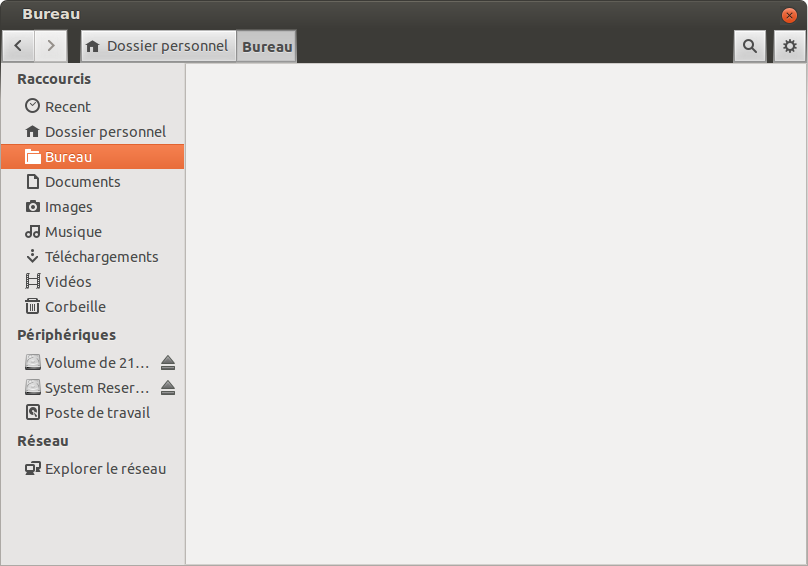 Bureau
Dossier personnel Bureau
Raccourcis
Recent
Dossier personnel
Bureau
Documents
Images
Musique
Téléchargements
Vidéos
Corbeille
Périphériques
Volume de 21...
System Reser...
Poste de travail
Réseau
Explorer le réseau